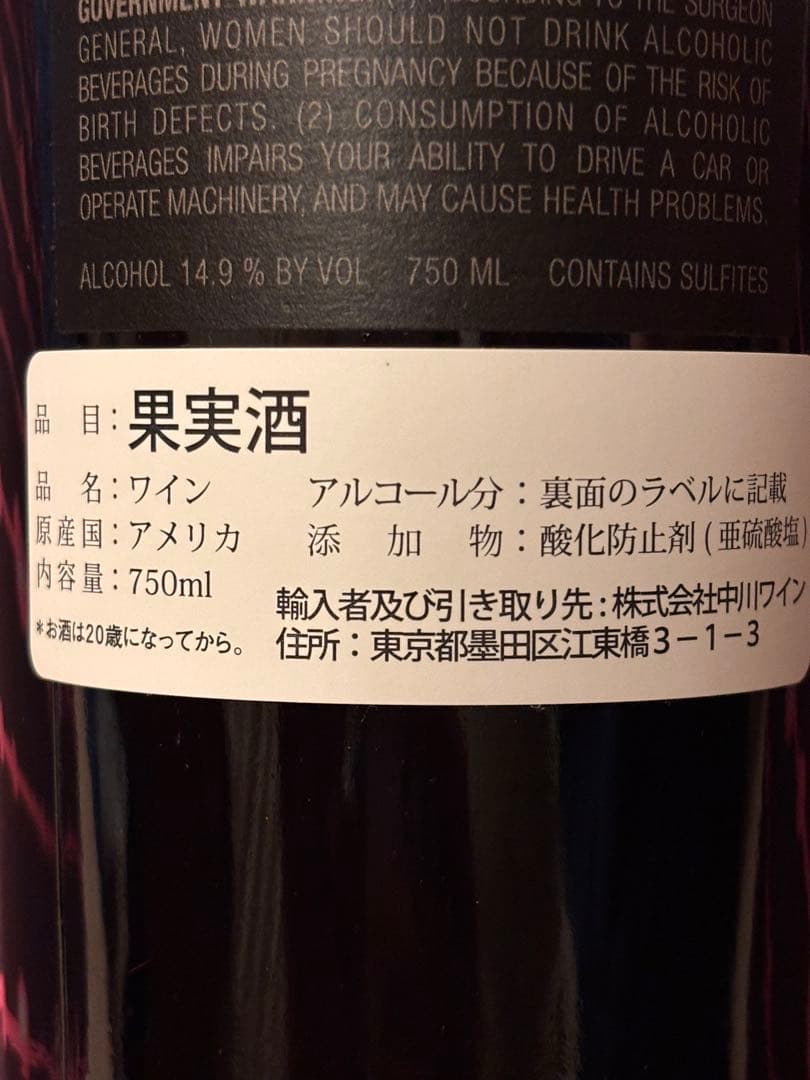 GOVERNMENT WARNING: (1) ACCORDING TO THE SURGEON
GENERAL, WOMEN SHOULD NOT DRINK ALCOHOLIC
BEVERAGES DURING PREGNANCY BECAUSE OF THE RISK OF
BIRTH DEFECTS. (2) CONSUMPTION OF ALCOHOLIC
BEVERAGES IMPAIRS YOUR ABILITY TO DRIVE A CAR OR
OPERATE MACHINERY, AND MAY CAUSE HEALTH PROBLEMS.
ALCOHOL 14.9 % BY VOL 750 ML CONTAINS SULFITES
品 目：果実酒
品 名：ワイン アルコール分：裏面のラベルに記載
原産国：アメリカ 添 加 物：酸化防止剤(亜硫酸塩)
内容量：750ml
輸入者及び引き取り先：株式会社中川ワイン
*お酒は20歳になってから。 住所：東京都墨田区江東橋3－1－3